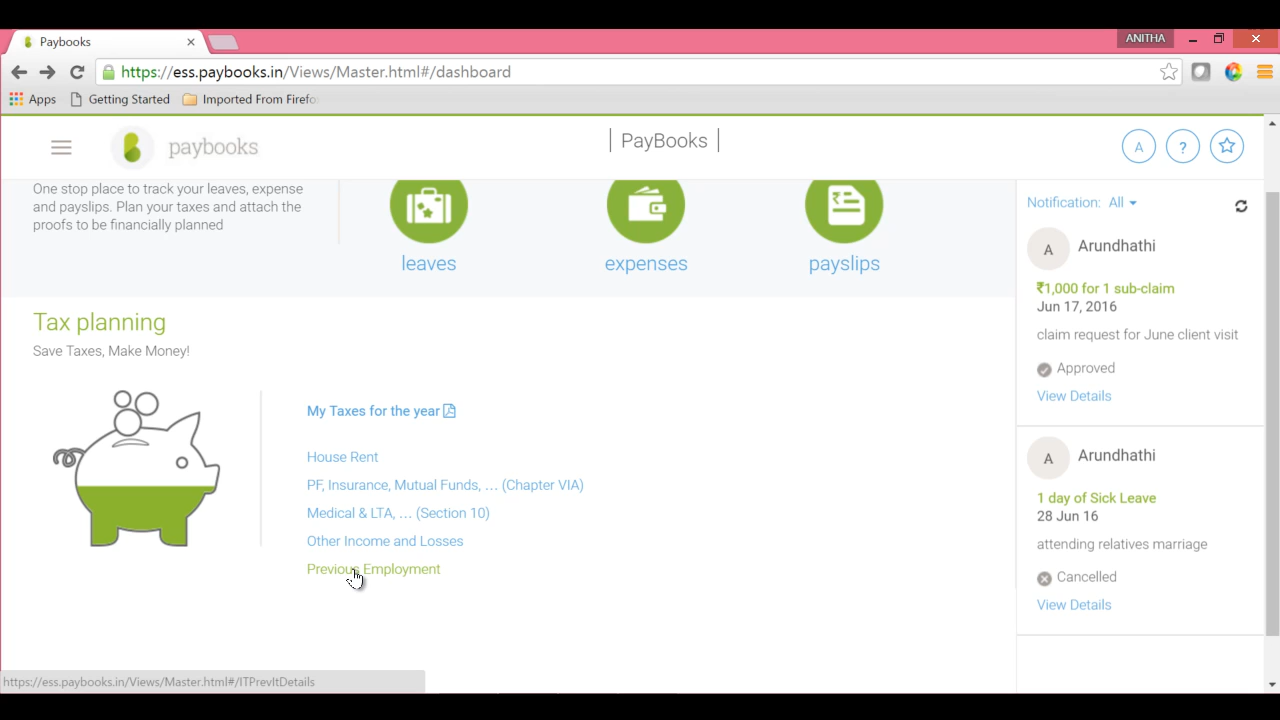 Paybooks
ANITHA
https://ess.paybooks.in/Views/Master.html#/dashboard
Apps
Getting Started
Imported From Firefo
paybooks
PayBooks
A
?
One stop place to track your leaves, expense
and payslips. Plan your taxes and attach the
proofs to be financially planned
leaves
expenses
payslips
Tax planning
Save Taxes, Make Money!
My Taxes for the year
House Rent
PF, Insurance, Mutual Funds, ... (Chapter VIA)
Medical & LTA, ... (Section 10)
Other Income and Losses
Previous Employment
Notification: All
A
Arundhathi
₹1,000 for 1 sub-claim
Jun 17, 2016
claim request for June client visit
Approved
View Details
A
Arundhathi
1 day of Sick Leave
28 Jun 16
attending relatives marriage
Cancelled
View Details
https://ess.paybooks.in/Views/Master.html#/ITPrevItDetails